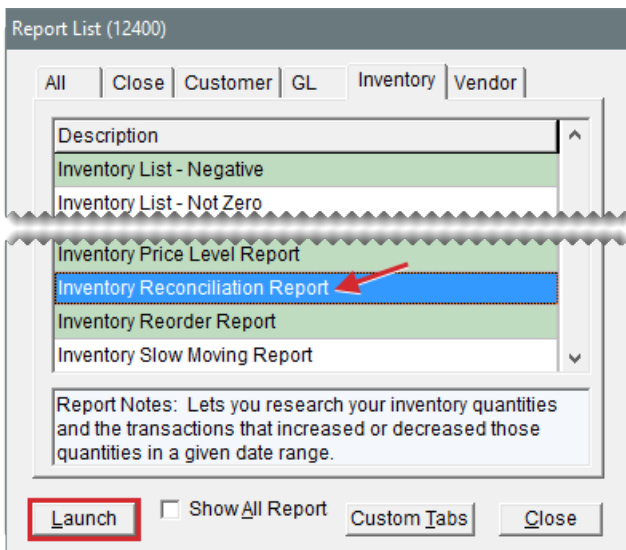 Report List (12400)
All Close Customer GL Inventory Vendor
Description
Inventory List - Negative
Inventory List - Not Zero
Inventory Price Level Report
Inventory Reconciliation Report
Inventory Reorder Report
Inventory Slow Moving Report
Report Notes: Lets you research your inventory quantities
and the transactions that increased or decreased those
quantities in a given date range.
Launch Show All Report Custom Tabs Close